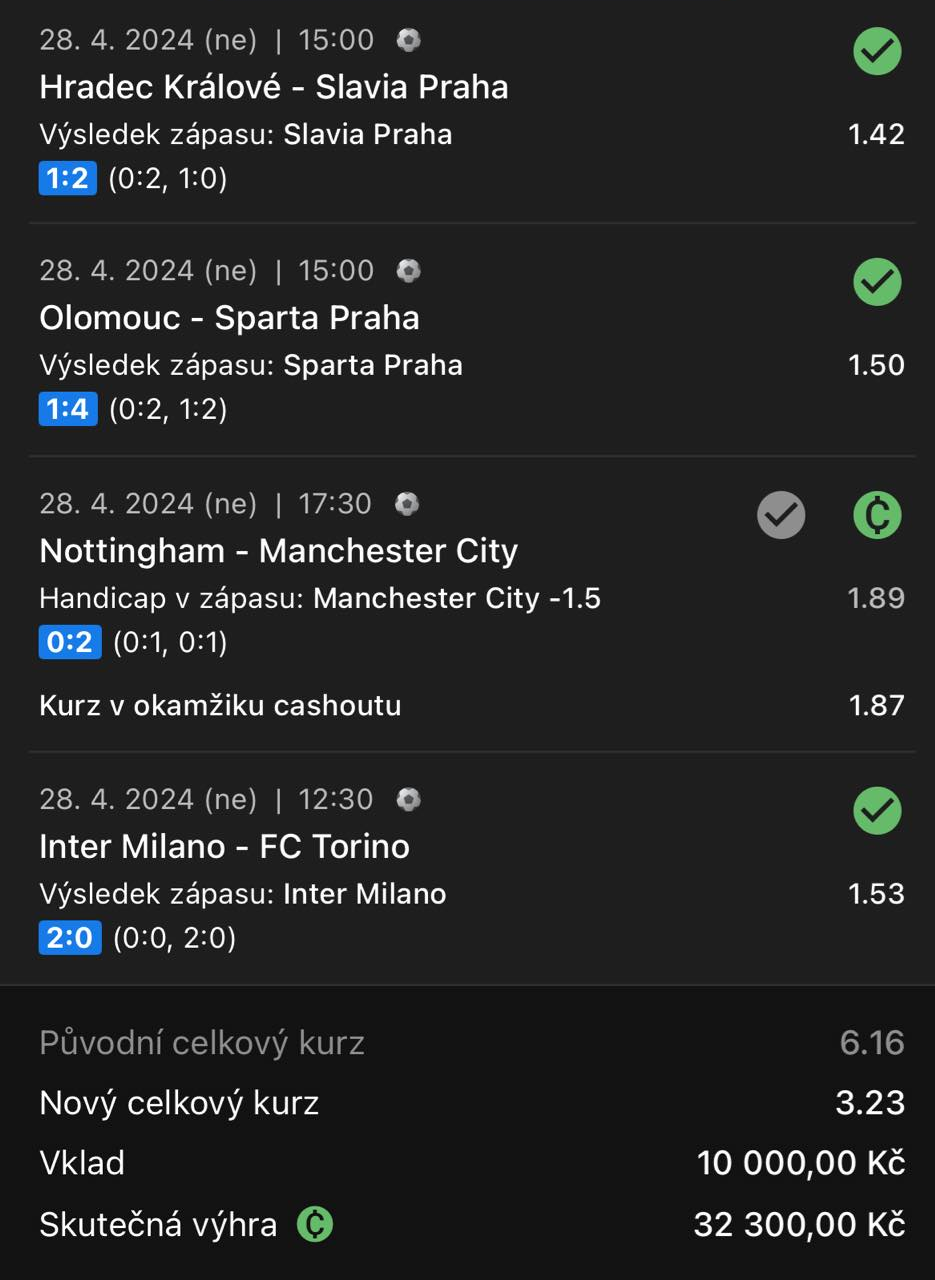 28. 4. 2024 (ne) | 15:00
Hradec Králové - Slavia Praha
Výsledek zápasu: Slavia Praha 1.42
1:2 (0:2, 1:0)
28. 4. 2024 (ne) | 15:00
Olomouc - Sparta Praha
Výsledek zápasu: Sparta Praha 1.50
1:4 (0:2, 1:2)
28. 4. 2024 (ne) | 17:30
Nottingham - Manchester City
Handicap v zápasu: Manchester City -1.5 1.89
0:2 (0:1, 0:1)
Kurz v okamžiku cashoutu 1.87
28. 4. 2024 (ne) | 12:30
Inter Milano - FC Torino
Výsledek zápasu: Inter Milano 1.53
2:0 (0:0, 2:0)
Původní celkový kurz 6.16
Nový celkový kurz 3.23
Vklad 10 000,00 Kč
Skutečná výhra 32 300,00 Kč